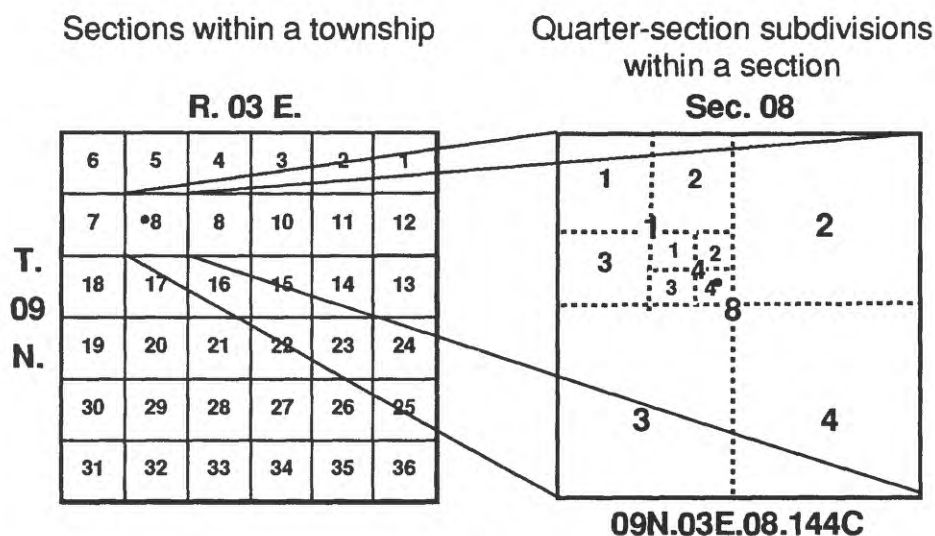 Sections within a township
Quarter-section subdivisions
within a section
R. 03 E.
Sec. 08
T.
09
N.
6 5 4 3 2 1
7 8 8 10 11 12
18 17 16 15 14 13
19 20 21 22 23 24
30 29 28 27 26 25
31 32 33 34 35 36
1 2
1
2
3
1 2
4
3 4
8
3 4
09N.03E.08.144C